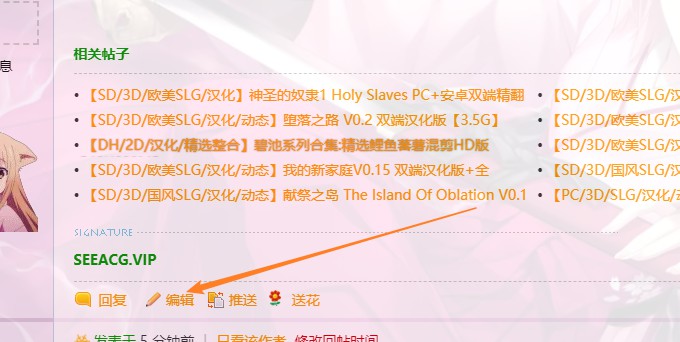 息
相关帖子
• 【SD/3D/欧美SLG/汉化】神圣的奴隶1 Holy Slaves PC+安卓双端精翻
• 【SD/3D/欧美SLG/汉
• 【SD/3D/欧美SLG/汉化/动态】堕落之路 V0.2 双端汉化版【3.5G】
• 【SD/3D/欧美SLG/汉
• 【DH/2D/汉化/精选整合】碧池系列合集:精选鲤鱼蕃薯混剪HD版
• 【SD/3D/欧美SLG/汉
• 【SD/3D/欧美SLG/汉化/动态】我的新家庭V0.15 双端汉化版+全
• 【SD/3D/国风SLG/汉
• 【SD/3D/国风SLG/汉化/动态】献祭之岛 The Island Of Oblation V0.1
• 【PC/3D/SLG/汉化/动
SIGNATURE
SEEACG.VIP
回复 编辑 推送 送花
发表于 5 分钟前 | 只看该作者 修改回帖时间